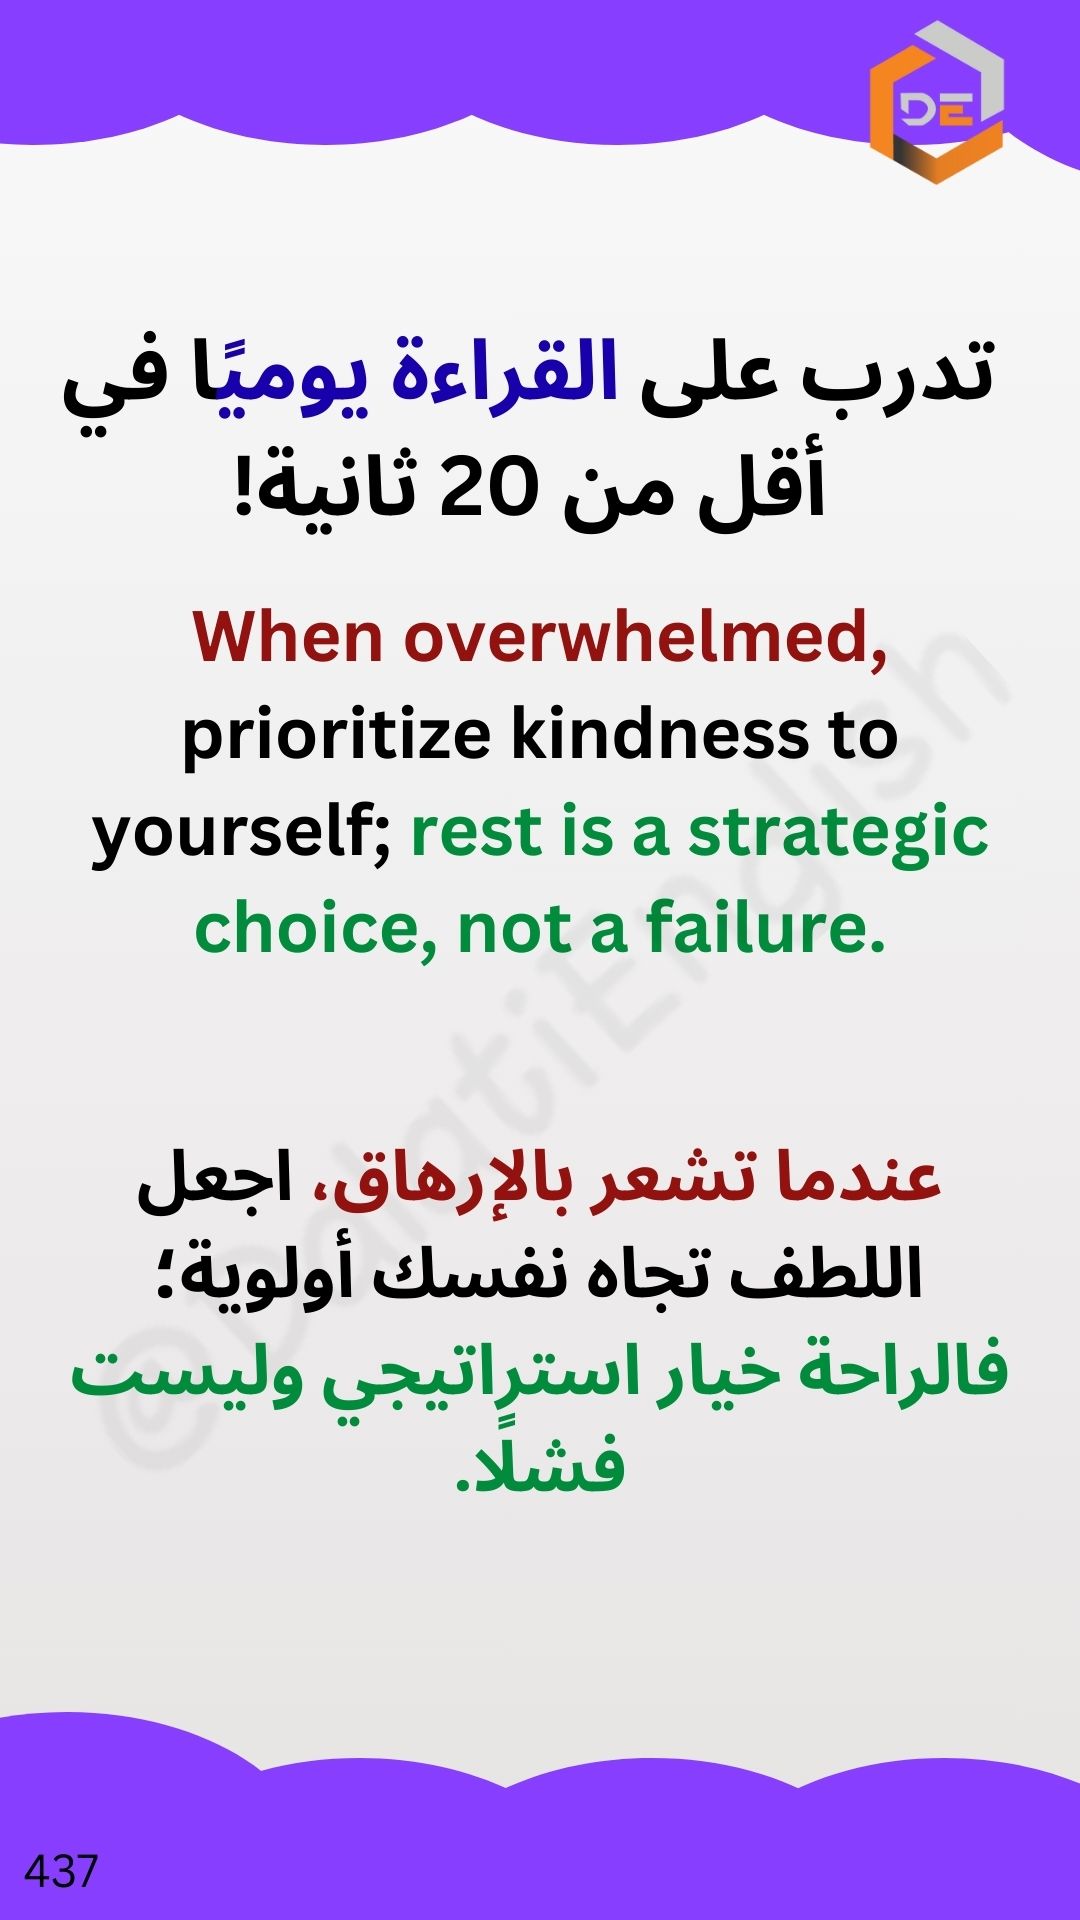 DE
تدرب على القراءة يوميًا في
أقل من 20 ثانية!
When overwhelmed,
prioritize kindness to
yourself; rest is a strategic
choice, not a failure.
عندما تشعر بالإرهاق، اجعل
اللطف تجاه نفسك أولوية؛
فالراحة خيار استراتيجي وليست
فشلًا.
@DalatiEnglish
437